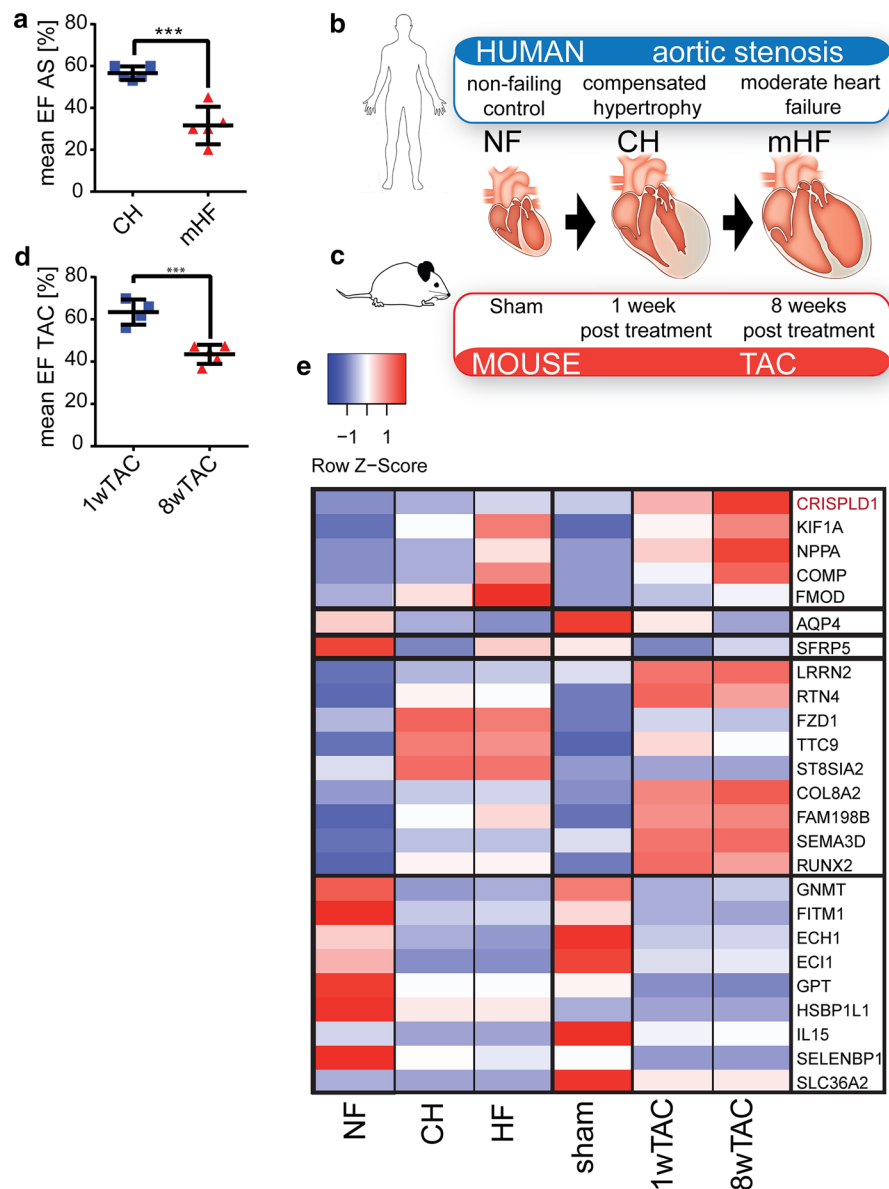 a
mean EF AS [%]
80
60
40
20
0
***
CH
mHF
b
HUMAN aortic stenosis
non-failing control
compensated hypertrophy
moderate heart failure
NF
CH
mHF
c
Sham
1 week post treatment
8 weeks post treatment
MOUSE TAC
d
mean EF TAC [%]
80
60
40
20
0
***
1wTAC
8wTAC
e
−1 1
Row Z−Score
CRISPLD1
KIF1A
NPPA
COMP
FMOD
AQP4
SFRP5
LRRN2
RTN4
FZD1
TTC9
ST8SIA2
COL8A2
FAM198B
SEMA3D
RUNX2
GNMT
FITM1
ECH1
ECI1
GPT
HSBP1L1
IL15
SELENBP1
SLC36A2
NF
CH
HF
sham
1wTAC
8wTAC